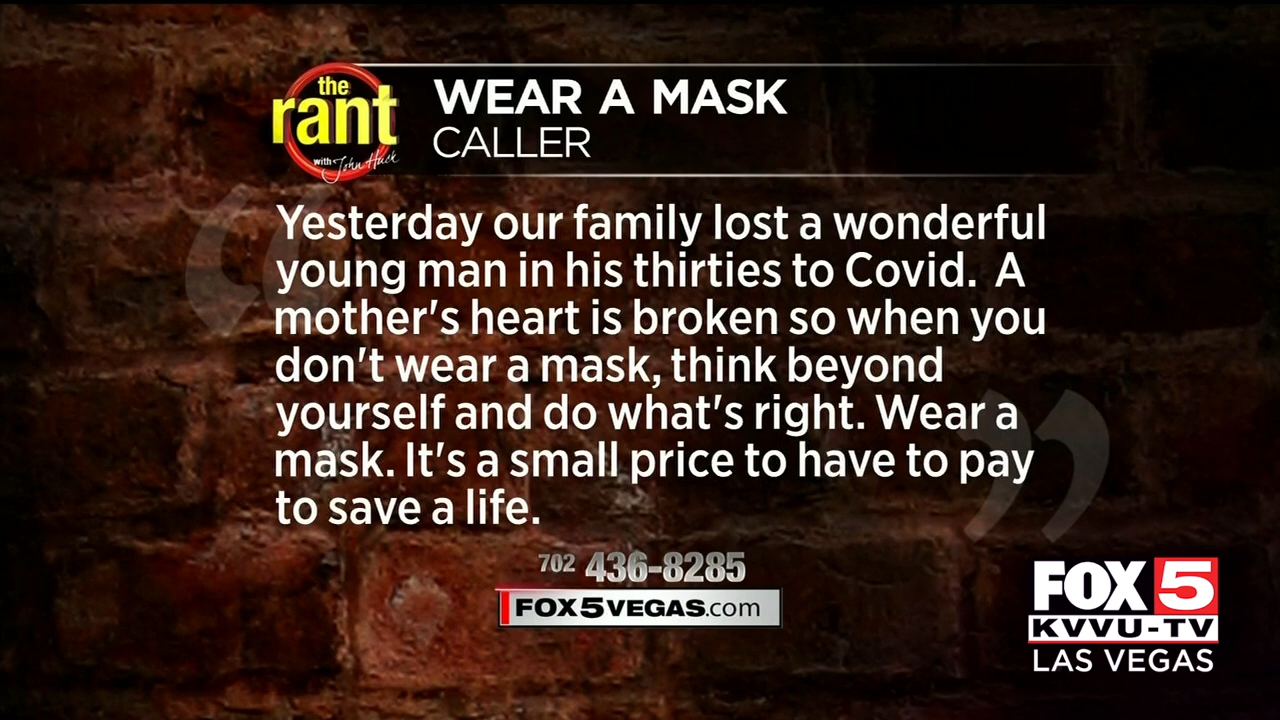 the
rant
with John Huck
WEAR A MASK
CALLER
Yesterday our family lost a wonderful
young man in his thirties to Covid. A
mother's heart is broken so when you
don't wear a mask, think beyond
yourself and do what's right. Wear a
mask. It's a small price to have to pay
to save a life.
702 436-8285
FOX5VEGAS.com
FOX 5
KVVU-TV
LAS VEGAS